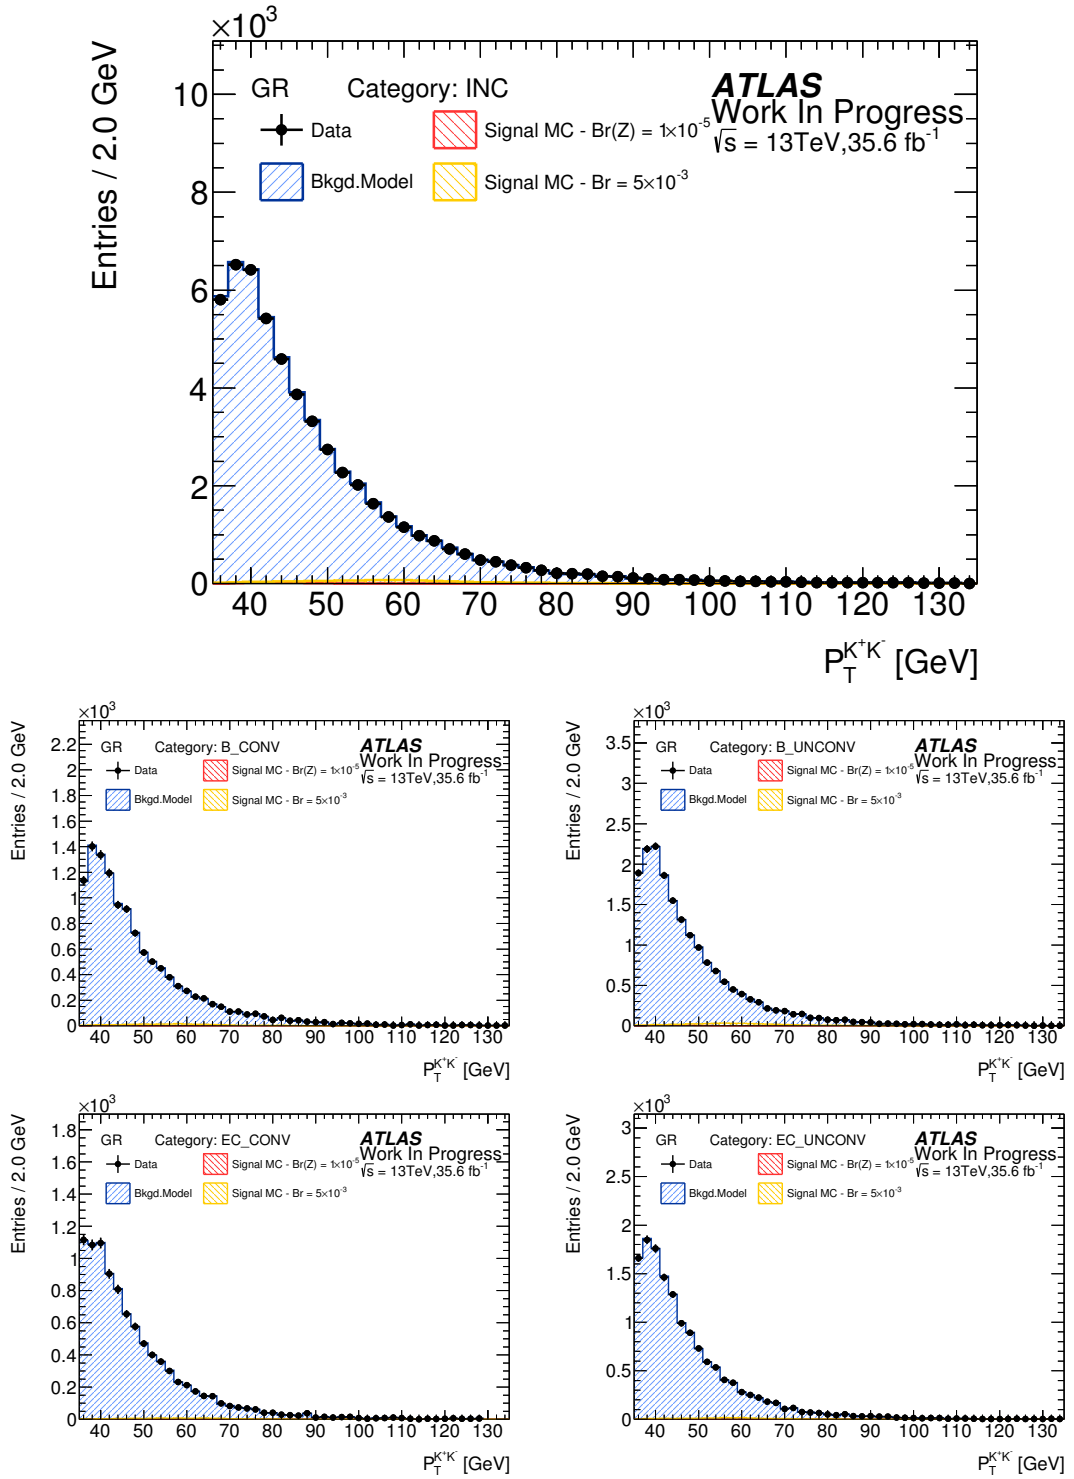 ×10³
Entries / 2.0 GeV
GR Category: INC
ATLAS
Work In Progress
√s = 13TeV,35.6 fb⁻¹
Data
Signal MC - Br(Z) = 1×10⁻⁵
Bkgd.Model
Signal MC - Br = 5×10⁻³
10
8
6
4
2
0
40 50 60 70 80 90 100 110 120 130
P_T^{K⁺K⁻} [GeV]
×10³
Entries / 2.0 GeV
GR Category: B_CONV
ATLAS
Work In Progress
√s = 13TeV,35.6 fb⁻¹
Data
Signal MC - Br(Z) = 1×10⁻⁵
Bkgd.Model
Signal MC - Br = 5×10⁻³
2.2
2
1.8
1.6
1.4
1.2
1
0.8
0.6
0.4
0.2
0
40 50 60 70 80 90 100 110 120 130
P_T^{K⁺K⁻} [GeV]
×10³
Entries / 2.0 GeV
GR Category: B_UNCONV
ATLAS
Work In Progress
√s = 13TeV,35.6 fb⁻¹
Data
Signal MC - Br(Z) = 1×10⁻⁵
Bkgd.Model
Signal MC - Br = 5×10⁻³
3.5
3
2.5
2
1.5
1
0.5
0
40 50 60 70 80 90 100 110 120 130
P_T^{K⁺K⁻} [GeV]
×10³
Entries / 2.0 GeV
GR Category: EC_CONV
ATLAS
Work In Progress
√s = 13TeV,35.6 fb⁻¹
Data
Signal MC - Br(Z) = 1×10⁻⁵
Bkgd.Model
Signal MC - Br = 5×10⁻³
1.8
1.6
1.4
1.2
1
0.8
0.6
0.4
0.2
0
40 50 60 70 80 90 100 110 120 130
P_T^{K⁺K⁻} [GeV]
×10³
Entries / 2.0 GeV
GR Category: EC_UNCONV
ATLAS
Work In Progress
√s = 13TeV,35.6 fb⁻¹
Data
Signal MC - Br(Z) = 1×10⁻⁵
Bkgd.Model
Signal MC - Br = 5×10⁻³
3
2.5
2
1.5
1
0.5
0
40 50 60 70 80 90 100 110 120 130
P_T^{K⁺K⁻} [GeV]